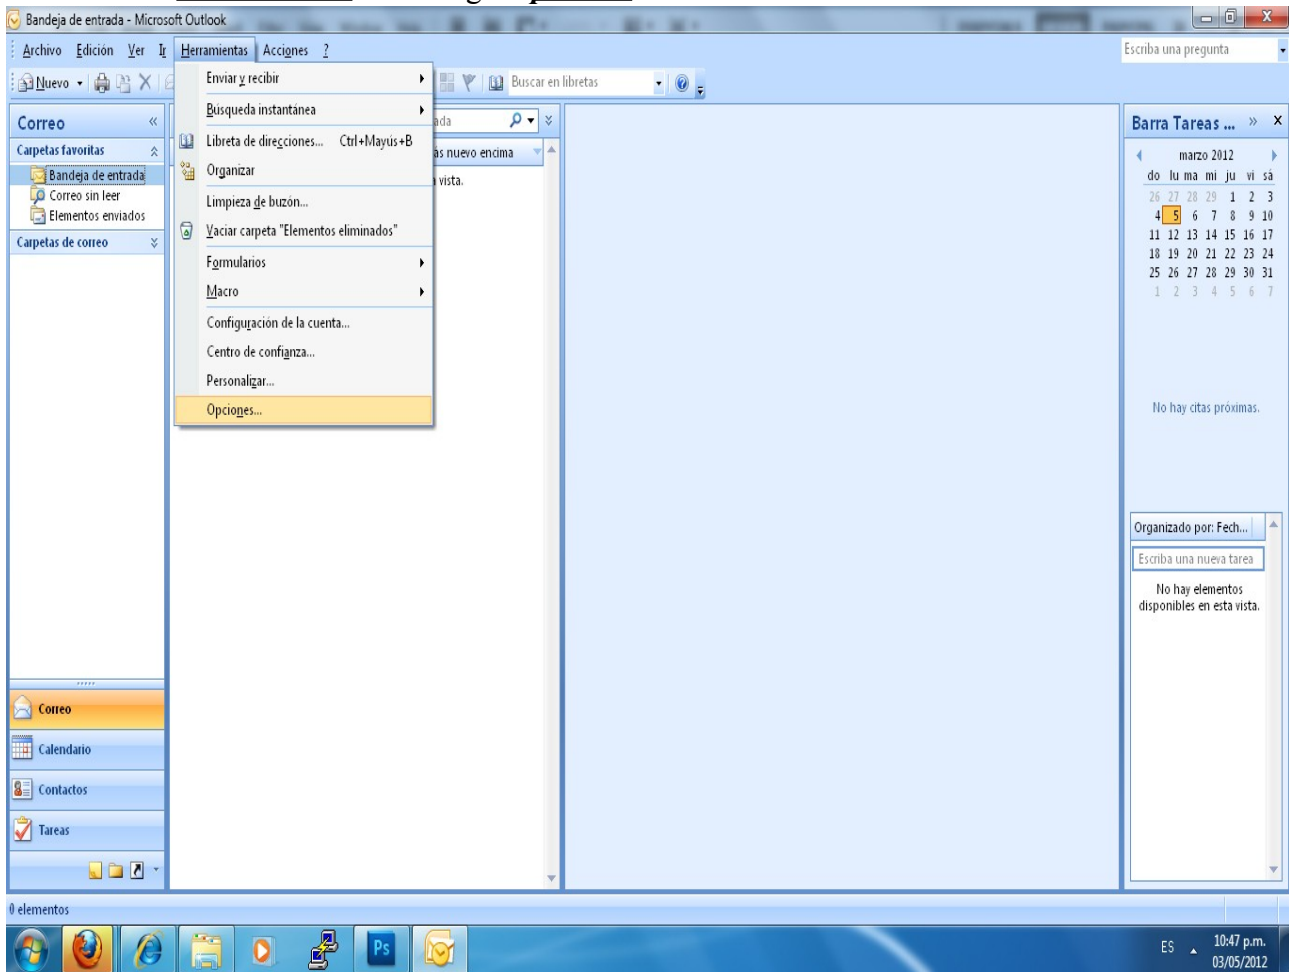 Bandeja de entrada - Microsoft Outlook
Archivo Edición Ver Ir Herramientas Acciones ?
Escriba una pregunta
Nuevo
Buscar en libretas
Correo
Carpetas favoritas
Bandeja de entrada
Correo sin leer
Elementos enviados
Carpetas de correo
Enviar y recibir
Búsqueda instantánea
Libreta de direcciones... Ctrl+Mayús+B
Organizar
Limpieza de buzón...
Vaciar carpeta "Elementos eliminados"
Formularios
Macro
Configuración de la cuenta...
Centro de confianza...
Personalizar...
Opciones...
nuevo encima
vista.
Barra Tareas ...
marzo 2012
do lu ma mi ju vi sá
26 27 28 29 1 2 3
4 5 6 7 8 9 10
11 12 13 14 15 16 17
18 19 20 21 22 23 24
25 26 27 28 29 30 31
1 2 3 4 5 6 7
No hay citas próximas.
Organizado por: Fech...
Escriba una nueva tarea
No hay elementos
disponibles en esta vista.
Correo
Calendario
Contactos
Tareas
0 elementos
Ps
ES
10:47 p.m.
03/05/2012